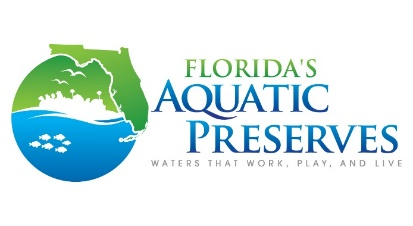 FLORIDA'S
AQUATIC
PRESERVES
WATERS THAT WORK, PLAY, AND LIVE